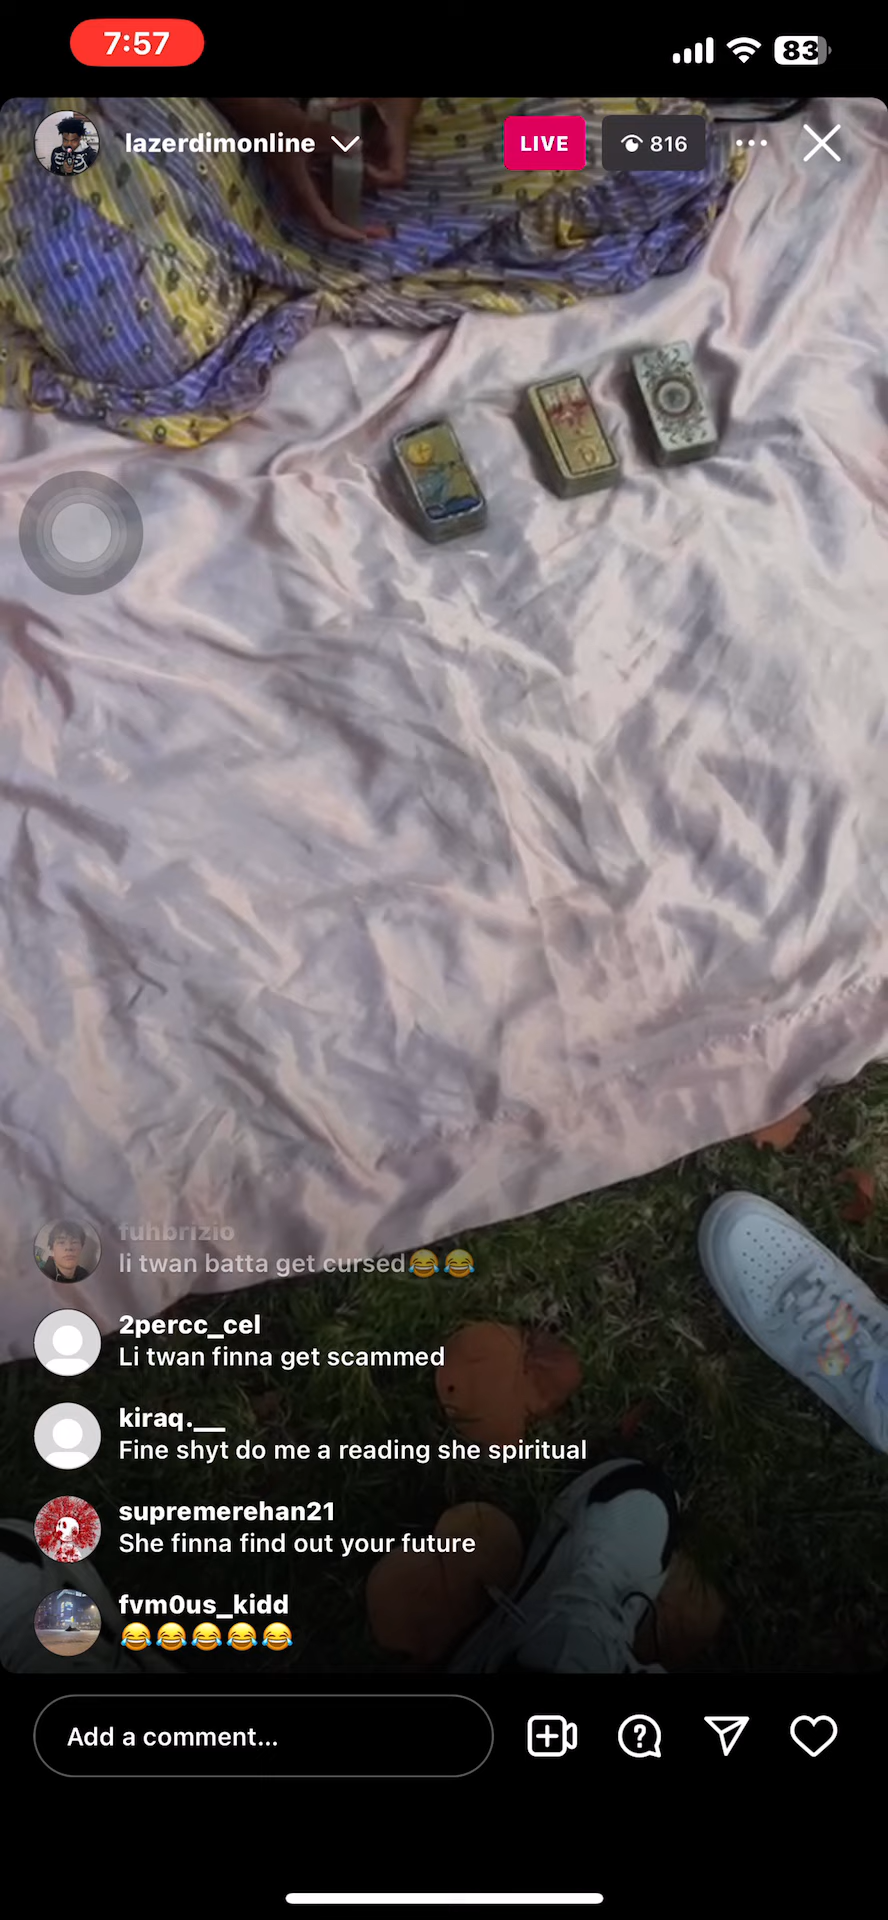 7:57
83
lazerdimonline
LIVE
816
fuhbrizio
li twan batta get cursed😂😂
2percc_cel
Li twan finna get scammed
kiraq.__
Fine shyt do me a reading she spiritual
supremerehan21
She finna find out your future
fvm0us_kidd
😂😂😂😂😂
Add a comment...